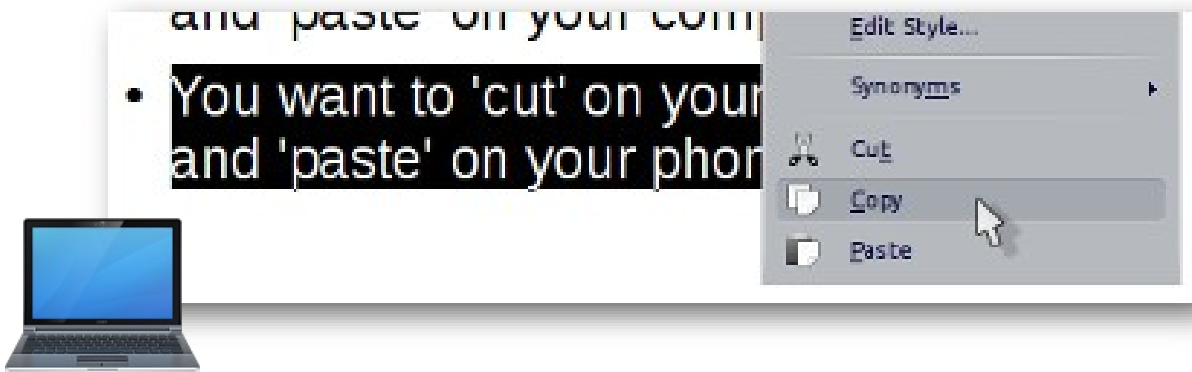 and 'paste' on your comp
• You want to 'cut' on your
and 'paste' on your phon
Edit Style...
Synonyms
Cut
Copy
Paste